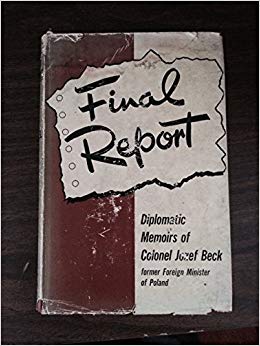 Final
Report
Diplomatic
Memoirs of
Colonel Jozef Beck
former Foreign Minister
of Poland